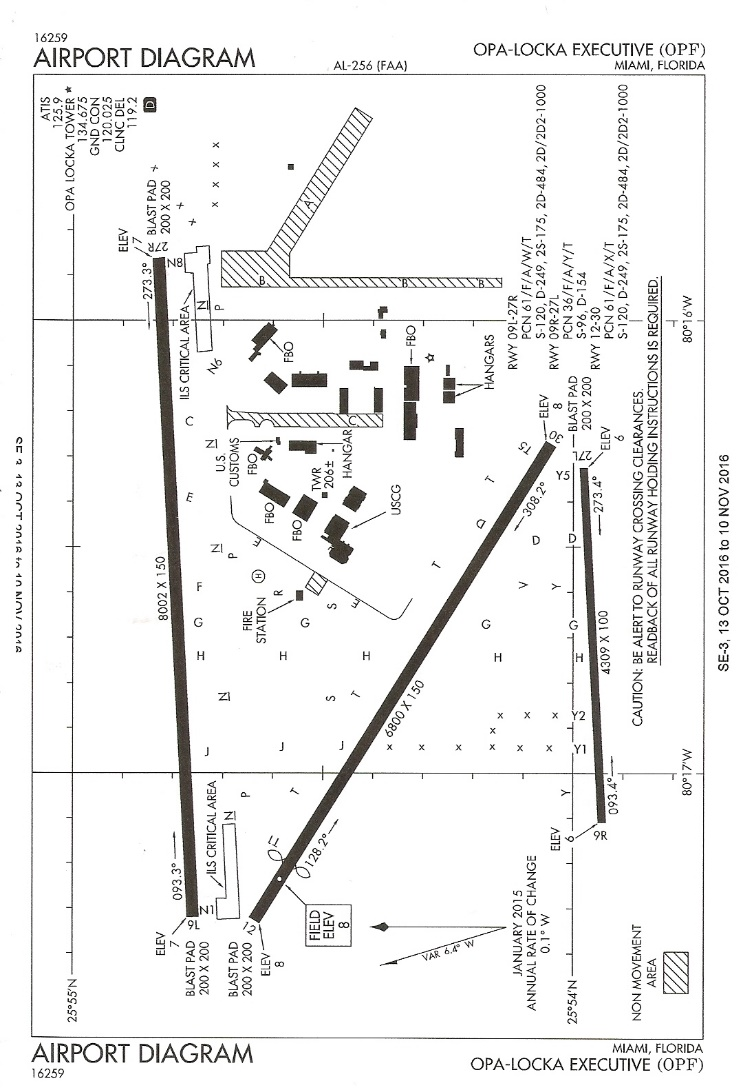 16259
AIRPORT DIAGRAM
AL-256 (FAA)
OPA-LOCKA EXECUTIVE (OPF)
MIAMI, FLORIDA
ATIS
125.9
OPA LOCKA TOWER ★
134.675
GND CON
120.025
CLNC DEL
119.2
D
ELEV
7
27R
BLAST PAD
200 X 200
273.3°
N8
ILS CRITICAL AREA
N
P
N6
X X X X
A
B
B
B
FBO
FBO
HANGARS
C
C
N
U.S.
CUSTOMS
FBO
TWR
206±
HANGAR
FBO
FBO
USCG
E
N
P
E
H
R
FIRE
STATION
S
E
F
G
G
G
G
H
H
H
H
H
8002 X 150
N
S
T
J
J
J
P
T
6800 X 150
T
D
T
T5
30
ELEV
8
308.2°
BLAST PAD
200 X 200
27L
ELEV
6
Y5
273.4°
D
D
V
Y
4309 X 100
X X
X
X X X X X X
Y2
Y1
Y
093.4°
9R
ELEV
6
RWY 09L-27R
PCN 61/F/A/W/T
S-120, D-249, 2S-175, 2D-484, 2D/2D2-1000
RWY 09R-27L
PCN 36/F/A/Y/T
S-96, D-154
RWY 12-30
PCN 61/F/A/X/T
S-120, D-249, 2S-175, 2D-484, 2D/2D2-1000
CAUTION: BE ALERT TO RUNWAY CROSSING CLEARANCES.
READBACK OF ALL RUNWAY HOLDING INSTRUCTIONS IS REQUIRED.
80°16'W
80°17'W
ILS CRITICAL AREA
N
093.3°
N1
9L
ELEV
7
BLAST PAD
200 X 200
BLAST PAD
200 X 200
12
ELEV
8
128.2°
FIELD
ELEV
8
VAR 6.4° W
JANUARY 2015
ANNUAL RATE OF CHANGE
0.1° W
25°55'N
25°54'N
NON MOVEMENT
AREA
SE-3, 13 OCT 2016 to 10 NOV 2016
AIRPORT DIAGRAM
16259
MIAMI, FLORIDA
OPA-LOCKA EXECUTIVE (OPF)